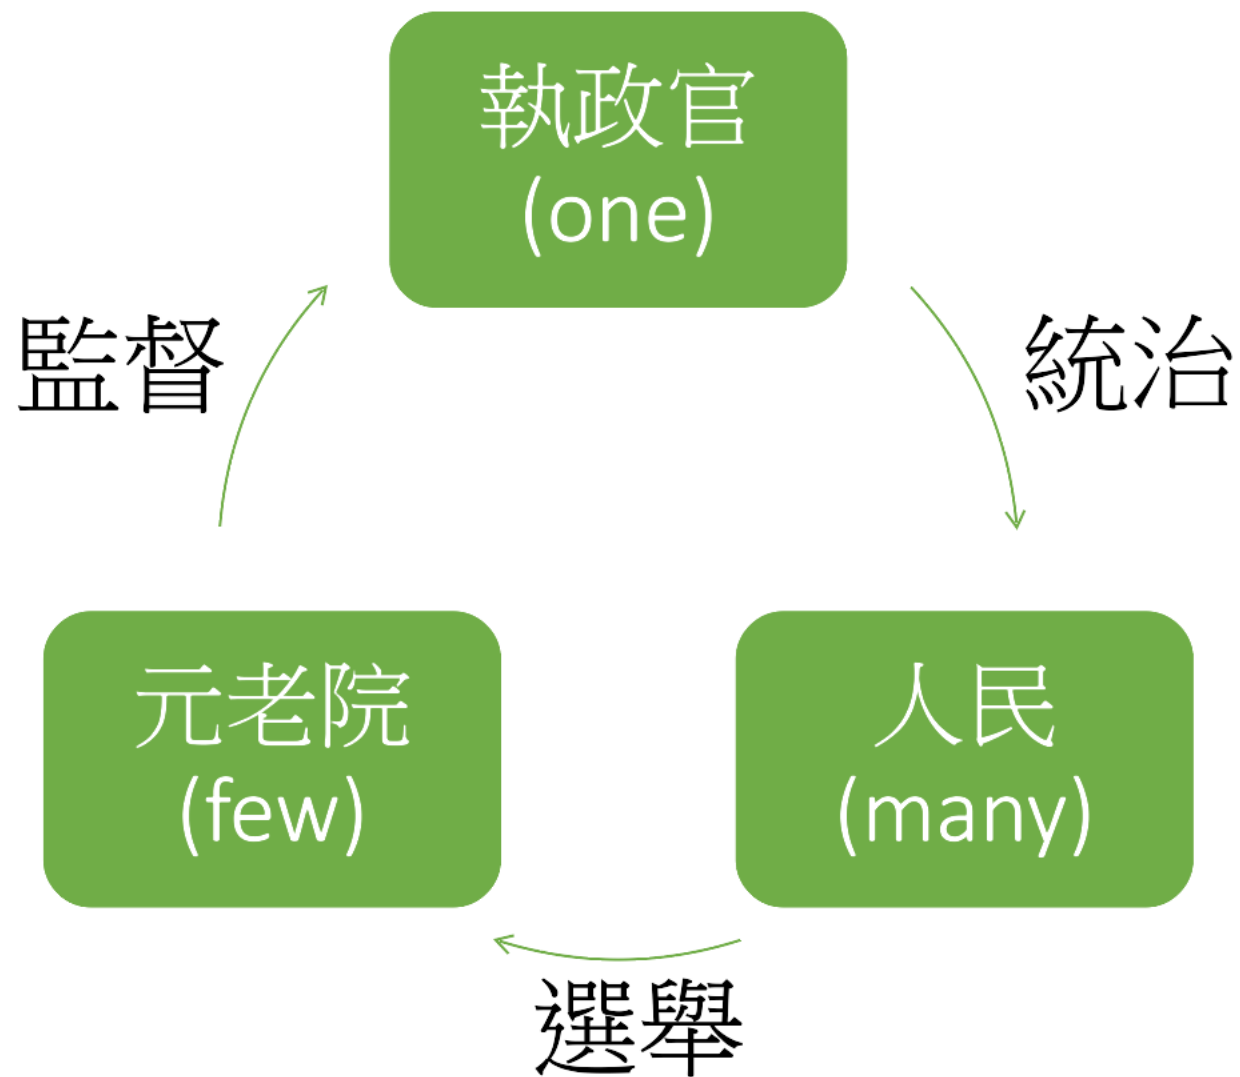 執政官
(one)
監督
統治
元老院
(few)
人民
(many)
選舉